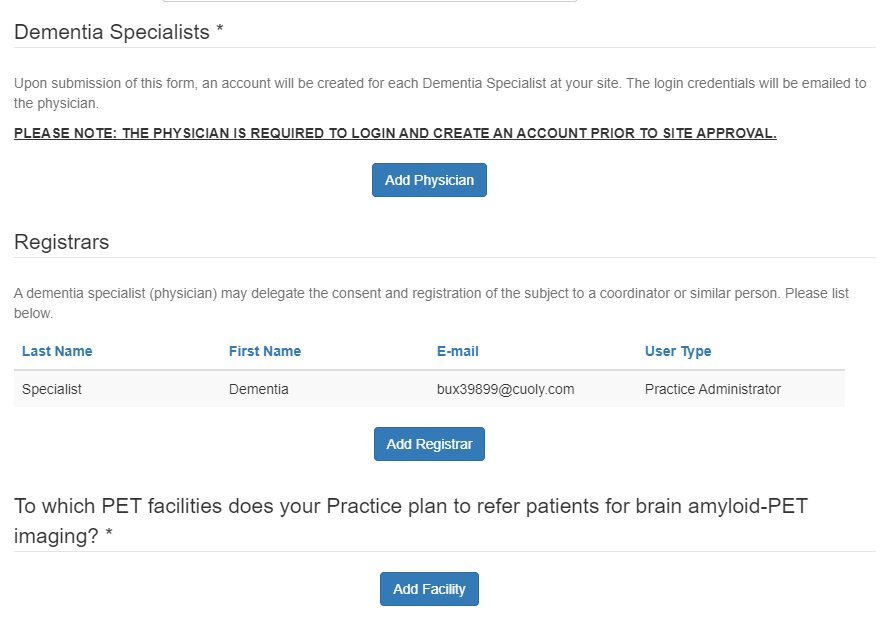 Dementia Specialists *
Upon submission of this form, an account will be created for each Dementia Specialist at your site. The login credentials will be emailed to
the physician.
PLEASE NOTE: THE PHYSICIAN IS REQUIRED TO LOGIN AND CREATE AN ACCOUNT PRIOR TO SITE APPROVAL.
Add Physician
Registrars
A dementia specialist (physician) may delegate the consent and registration of the subject to a coordinator or similar person. Please list
below.
Last Name First Name E-mail User Type
Specialist Dementia bux39899@cuoly.com Practice Administrator
Add Registrar
To which PET facilities does your Practice plan to refer patients for brain amyloid-PET
imaging? *
Add Facility